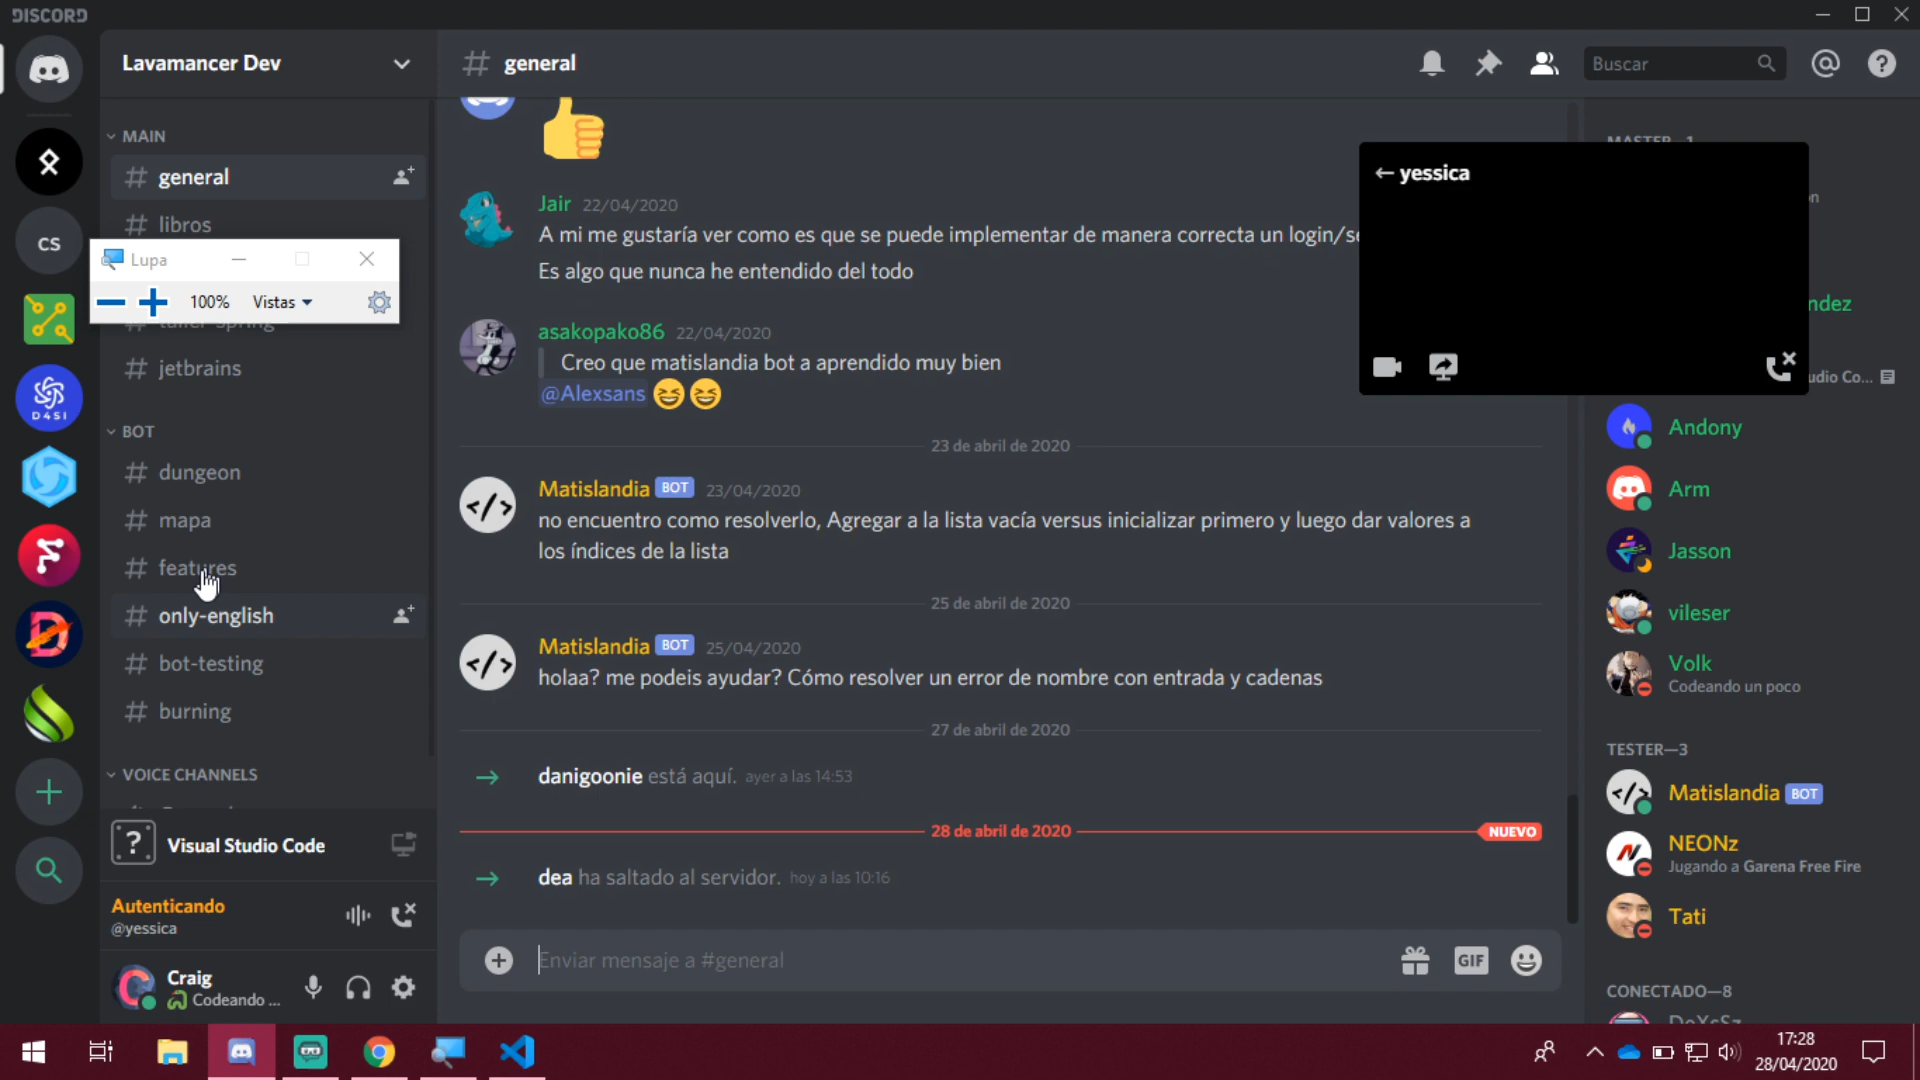 DISCORD
Lavamancer Dev
general
Buscar
MAIN
general
libros
Lupa
100%
Vistas
taller-spring
jetbrains
BOT
dungeon
mapa
features
only-english
bot-testing
burning
VOICE CHANNELS
Visual Studio Code
Autenticando
@yessica
Craig
Codeando ...
CS
D4SI
Jair 22/04/2020
A mi me gustaría ver como es que se puede implementar de manera correcta un login/se
Es algo que nunca he entendido del todo
asakopako86 22/04/2020
Creo que matislandia bot a aprendido muy bien
@Alexsans
23 de abril de 2020
Matislandia BOT 23/04/2020
no encuentro como resolverlo, Agregar a la lista vacía versus inicializar primero y luego dar valores a
los índices de la lista
25 de abril de 2020
Matislandia BOT 25/04/2020
holaa? me podeis ayudar? Cómo resolver un error de nombre con entrada y cadenas
27 de abril de 2020
danigoonie está aquí. ayer a las 14:53
28 de abril de 2020
NUEVO
dea ha saltado al servidor. hoy a las 10:16
Enviar mensaje a #general
GIF
MASTER—1
yessica
ndez
udio Co...
Andony
Arm
Jasson
vileser
Volk
Codeando un poco
TESTER—3
Matislandia BOT
NEONz
Jugando a Garena Free Fire
Tati
CONECTADO—8
17:28
28/04/2020